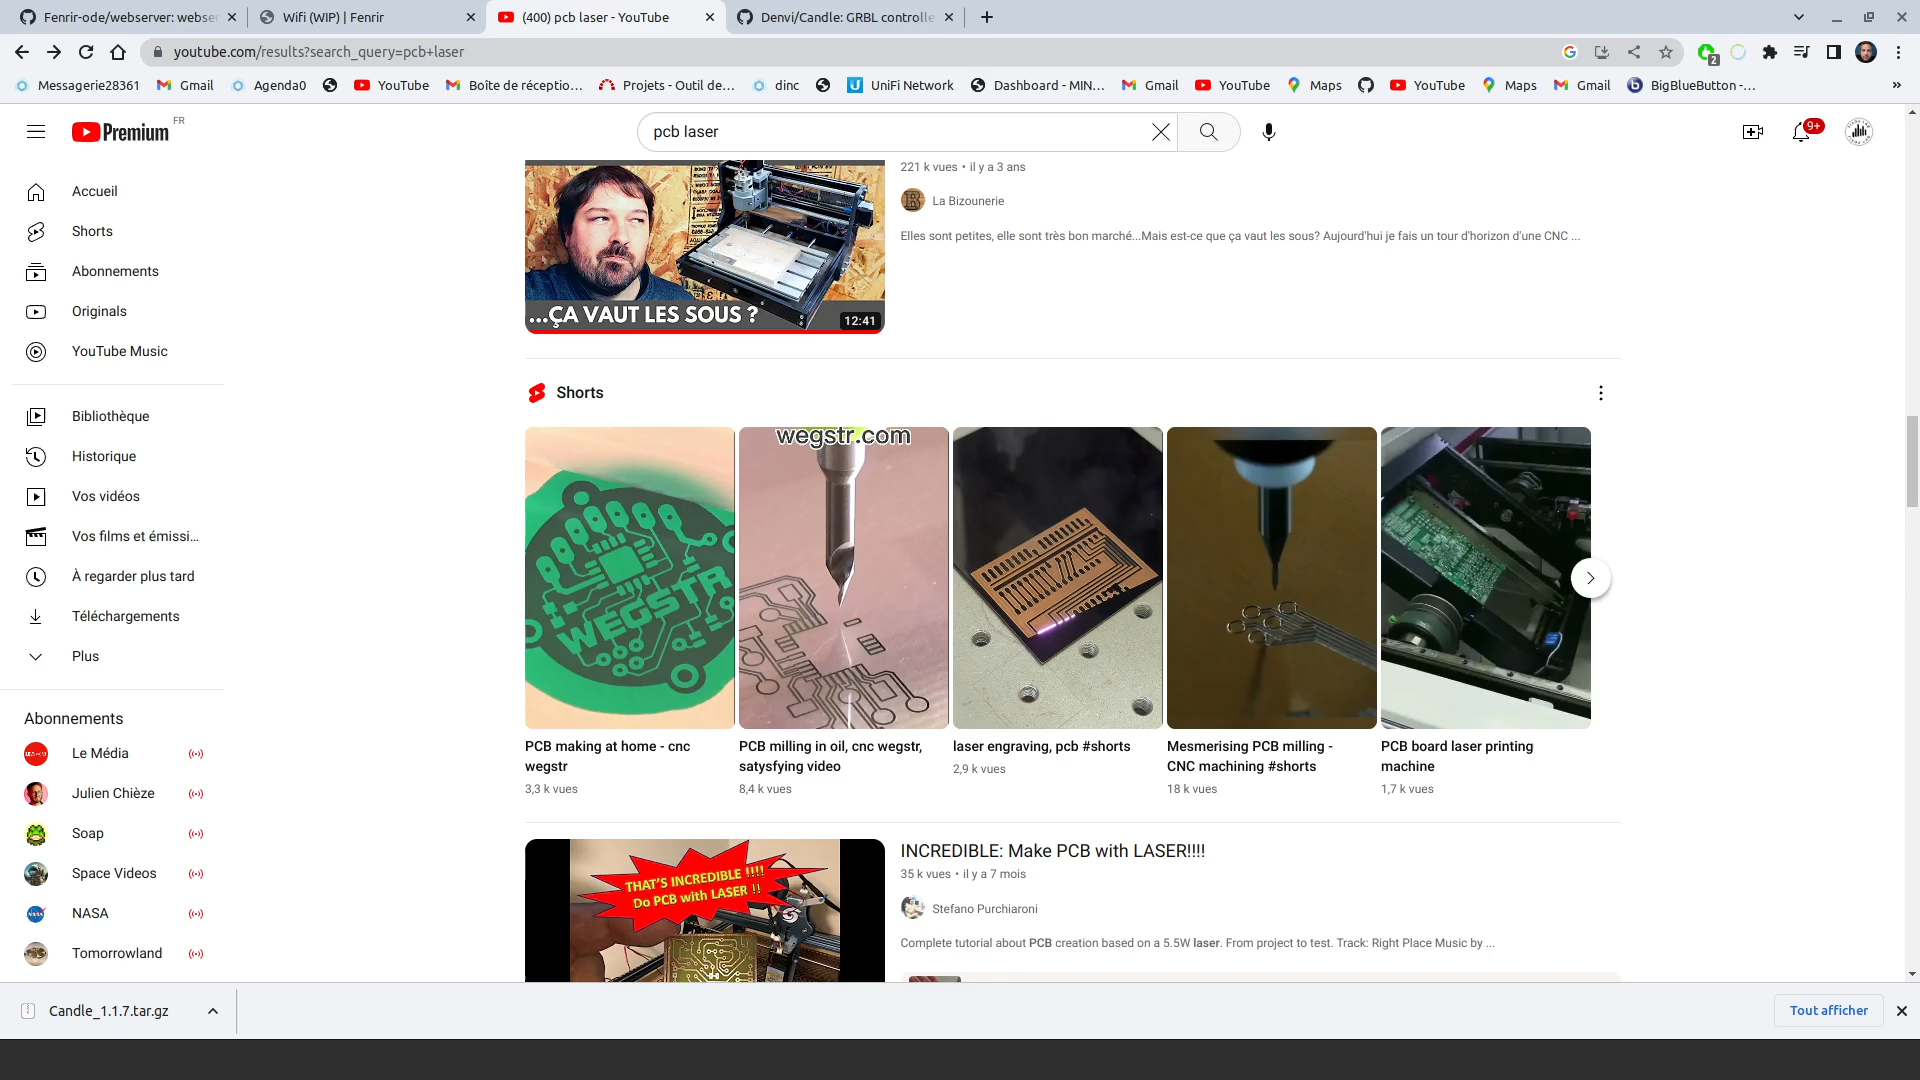 Fenrir-ode/webserver: webser
Wifi (WIP) | Fenrir
(400) pcb laser - YouTube
Denvi/Candle: GRBL controlle
youtube.com/results?search_query=pcb+laser
2
Messagerie28361
Gmail
Agenda0
YouTube
Boîte de réceptio...
Projets - Outil de...
dinc
UniFi Network
Dashboard - MIN...
Gmail
YouTube
Maps
YouTube
Maps
Gmail
BigBlueButton -...
»
Premium FR
pcb laser
9+
Accueil
Shorts
Abonnements
Originals
YouTube Music
Bibliothèque
Historique
Vos vidéos
Vos films et émissi...
À regarder plus tard
Téléchargements
Plus
Abonnements
Le Média
Julien Chièze
Soap
Space Videos
NASA
Tomorrowland
...ÇA VAUT LES SOUS ?
12:41
221 k vues • il y a 3 ans
La Bizounerie
Elles sont petites, elle sont très bon marché...Mais est-ce que ça vaut les sous? Aujourd'hui je fais un tour d'horizon d'une CNC ...
Shorts
WEGSTR
wegstr.com
PCB making at home - cnc
wegstr
3,3 k vues
PCB milling in oil, cnc wegstr,
satysfying video
8,4 k vues
laser engraving, pcb #shorts
2,9 k vues
Mesmerising PCB milling -
CNC machining #shorts
18 k vues
PCB board laser printing
machine
1,7 k vues
THAT'S INCREDIBLE !!!!
Do PCB with LASER !!
INCREDIBLE: Make PCB with LASER!!!!
35 k vues • il y a 7 mois
Stefano Purchiaroni
Complete tutorial about PCB creation based on a 5.5W laser. From project to test. Track: Right Place Music by ...
Candle_1.1.7.tar.gz
Tout afficher